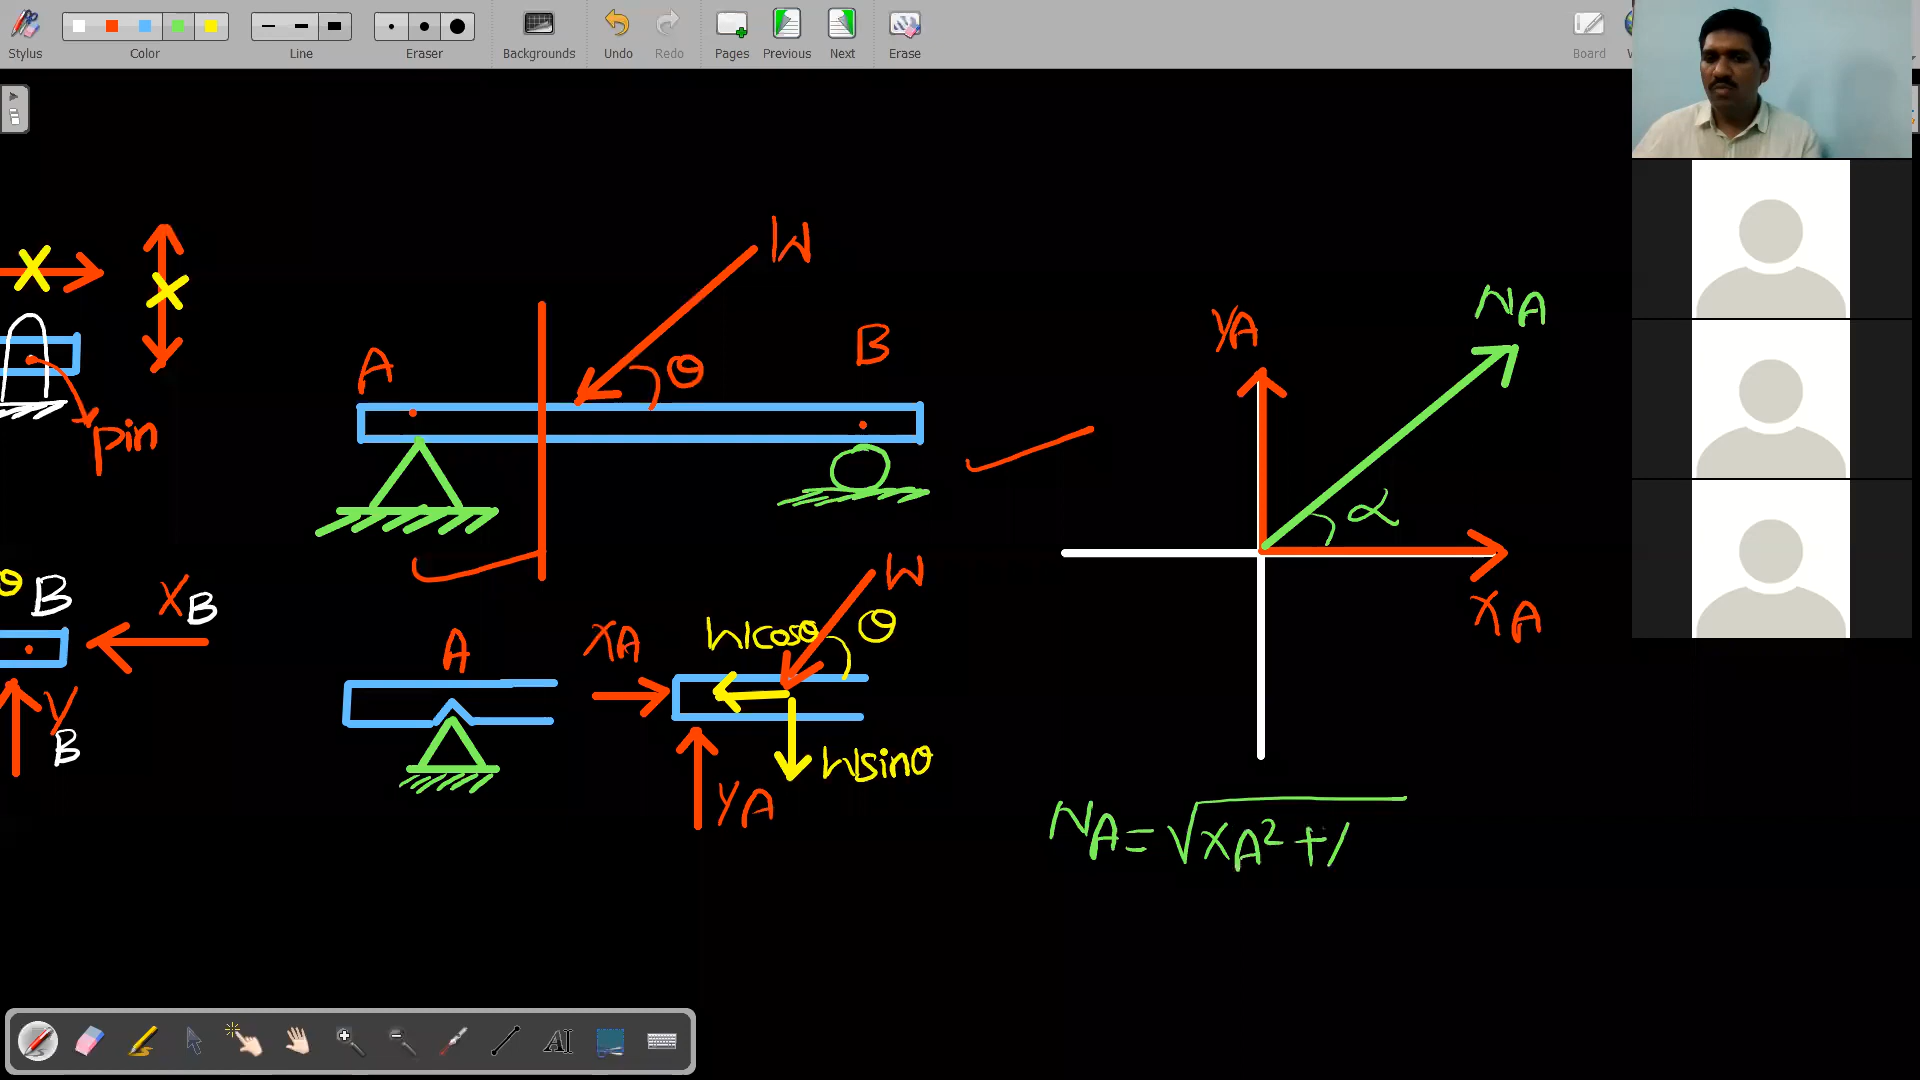 Stylus
Color
Line
Eraser
Backgrounds
Undo
Redo
Pages
Previous
Next
Erase
Board
pin
W
θ
A
B
YA
NA
α
XA
θ B
XB
YB
A
XA
Wcosθ
W
θ
Wsinθ
YA
NA = √XA² +